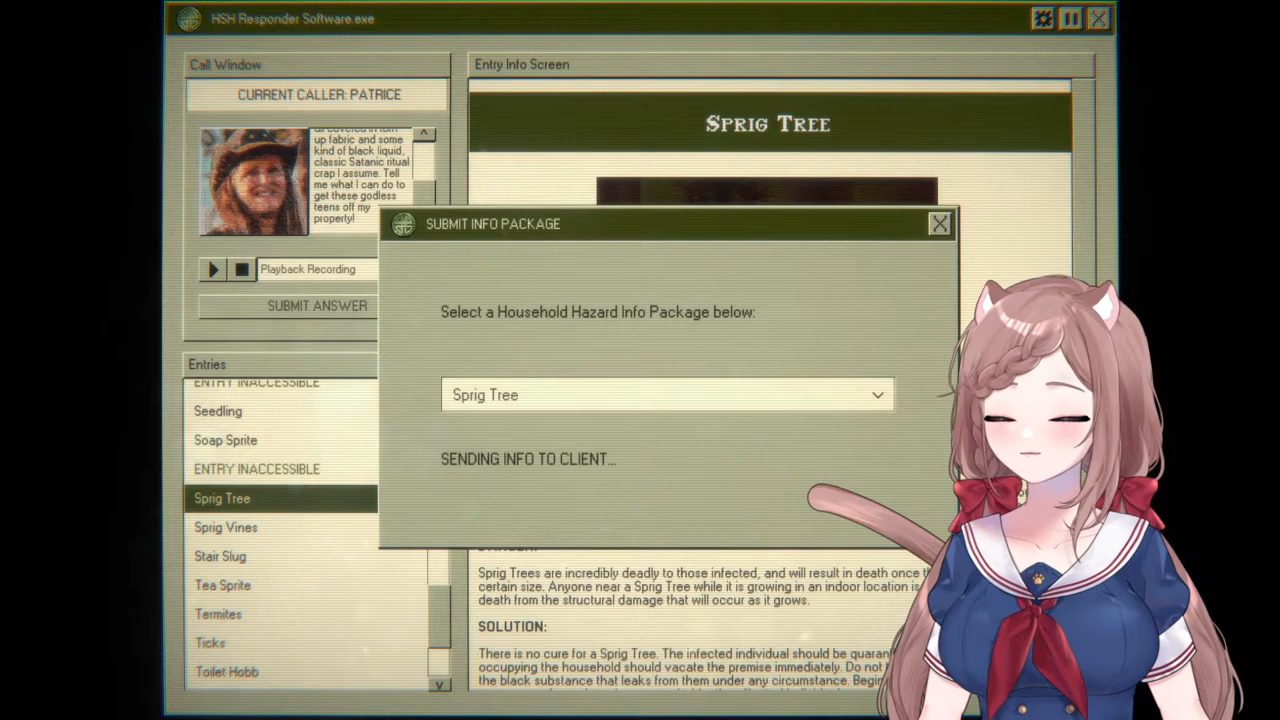 HSH Responder Software.exe
Call Window
CURRENT CALLER: PATRICE
up fabric and some
kind of black liquid,
classic Satanic ritual
crap I assume. Tell
me what I can do to
get these godless
teens off my
property!
Playback Recording
SUBMIT ANSWER
Entries
ENTRY INACCESSIBLE
Seedling
Soap Sprite
ENTRY INACCESSIBLE
Sprig Tree
Sprig Vines
Stair Slug
Tea Sprite
Termites
Ticks
Toilet Hobb
Entry Info Screen
Sprig Tree
SUBMIT INFO PACKAGE
Select a Household Hazard Info Package below:
Sprig Tree
SENDING INFO TO CLIENT...
Sprig Trees are incredibly deadly to those infected, and will result in death once
certain size. Anyone near a Sprig Tree while it is growing in an indoor location is
death from the structural damage that will occur as it grows.
SOLUTION:
There is no cure for a Sprig Tree. The infected individual should be
occupying the household should vacate the premise immediately. Do not
the black substance that leaks from them under any circumstance.